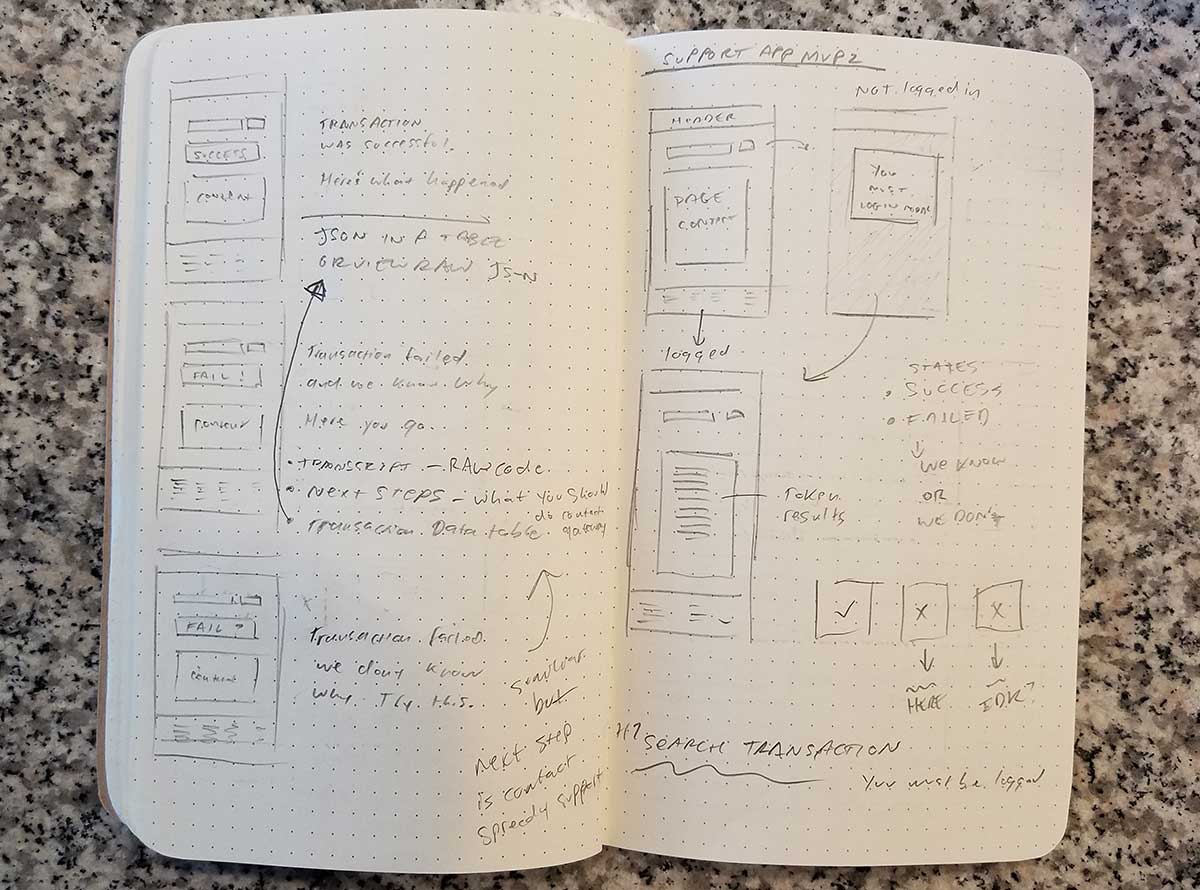 SUCCESS
CONTENT
TRANSACTION
WAS SUCCESSFUL.
Here's what happened
JSON IN A TABLE
OR VIEW RAW JSON
FAIL!
CONTENT
Transaction failed
and we know why
Here you go..
• TRANSCRIPT - RAW code
• Next STEPS - what you should
do contact
gateway
• Transaction Data table
FAIL?
Content
Transaction failed.
we don't know
why. Try this.
similar
but
next step
is contact
Spreedly support
SUPPORT APP MVP2
HEADER
PAGE
CONTENT
NOT logged in
YOU
MUST
LOGIN MODAL
logged
Token
results
STATES
• SUCCESS
• FAILED
WE KNOW
OR
WE DON'T
HERE
IDK?
H1
SEARCH TRANSACTION
You must be logged